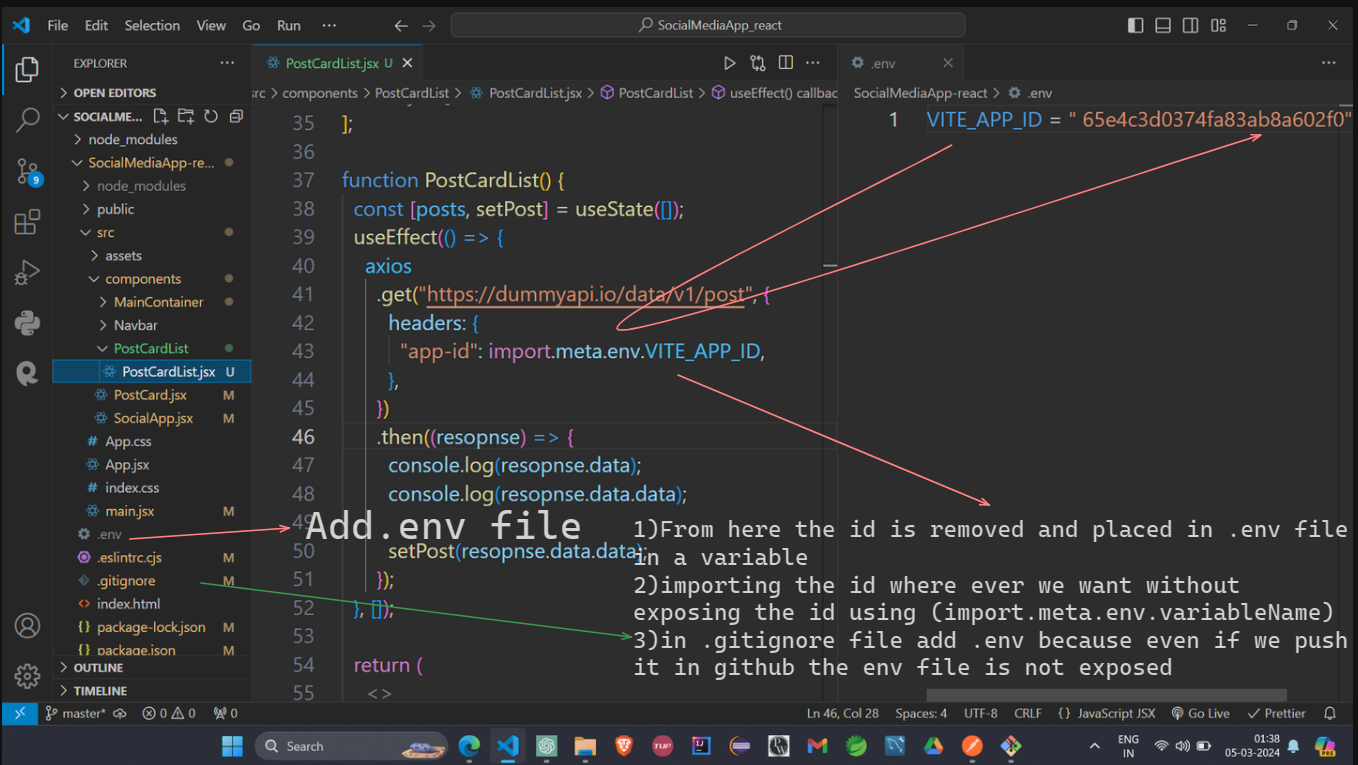 File Edit Selection View Go Run ··· SocialMediaApp_react
EXPLORER ···
OPEN EDITORS
SOCIALME...
node_modules
SocialMediaApp-re...
node_modules
public
src
assets
components
MainContainer
Navbar
PostCardList
PostCardList.jsx U
PostCard.jsx M
SocialApp.jsx M
# App.css
App.jsx
# index.css
main.jsx M
.env
.eslintrc.cjs M
.gitignore M
index.html
{} package-lock.json M
{} package.json M
OUTLINE
TIMELINE
9
PostCardList.jsx U
src > components > PostCardList > PostCardList.jsx > PostCardList > useEffect() callbac
35 ];
36
37 function PostCardList() {
38 const [posts, setPost] = useState([]);
39 useEffect(() => {
40 axios
41 .get("https://dummyapi.io/data/v1/post", {
42 headers: {
43 "app-id": import.meta.env.VITE_APP_ID,
44 },
45 })
46 .then((resopnse) => {
47 console.log(resopnse.data);
48 console.log(resopnse.data.data);
49
50 setPost(resopnse.data.data);
51 });
52 }, []);
53
54 return (
55 <>
.env
SocialMediaApp-react > .env
1 VITE_APP_ID = " 65e4c3d0374fa83ab8a602f0"
Add.env file
1)From here the id is removed and placed in .env file
in a variable
2)importing the id where ever we want without
exposing the id using (import.meta.env.variableName)
3)in .gitignore file add .env because even if we push
it in github the env file is not exposed
master* 0 0 0 Ln 46, Col 28 Spaces: 4 UTF-8 CRLF {} JavaScript JSX Go Live Prettier
Search
ENG
IN
01:38
05-03-2024